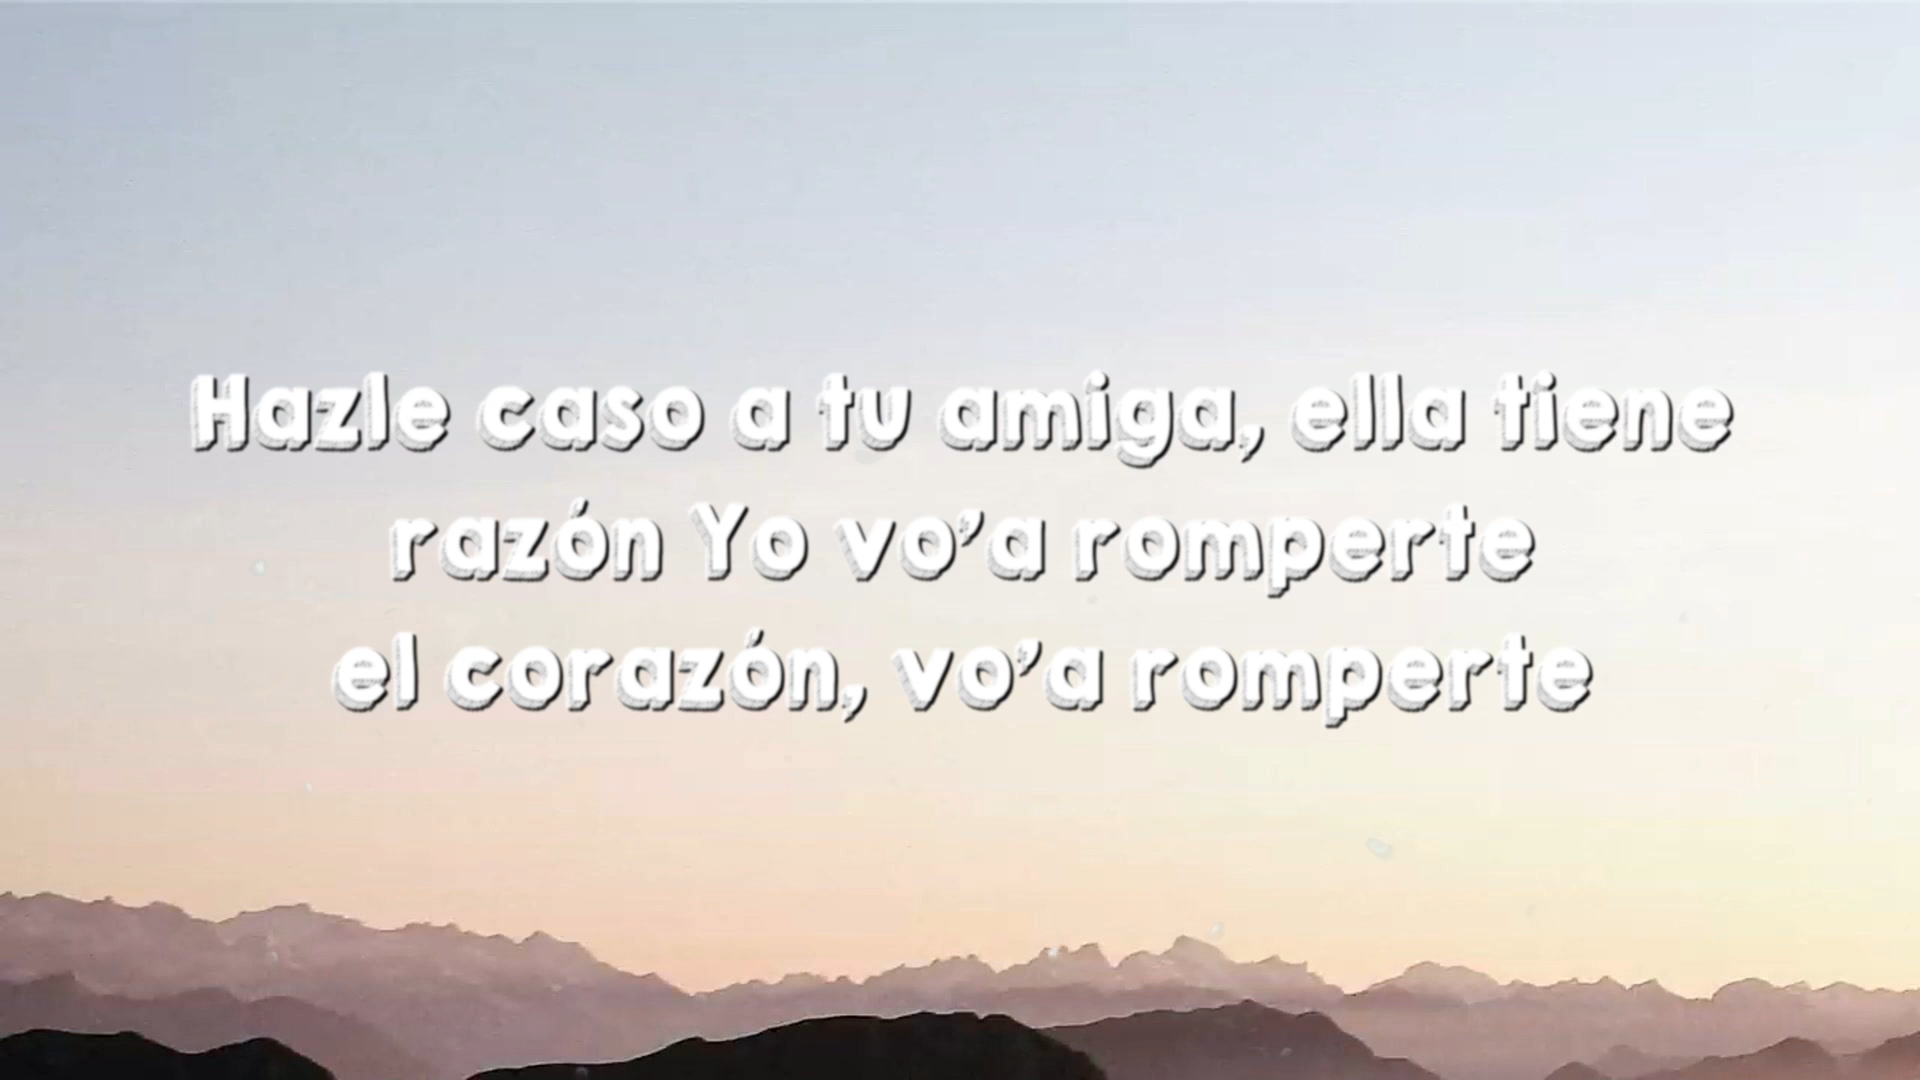 Hazle caso a tu amiga, ella tiene
razón Yo vo'a romperte
el corazón, vo'a romperte